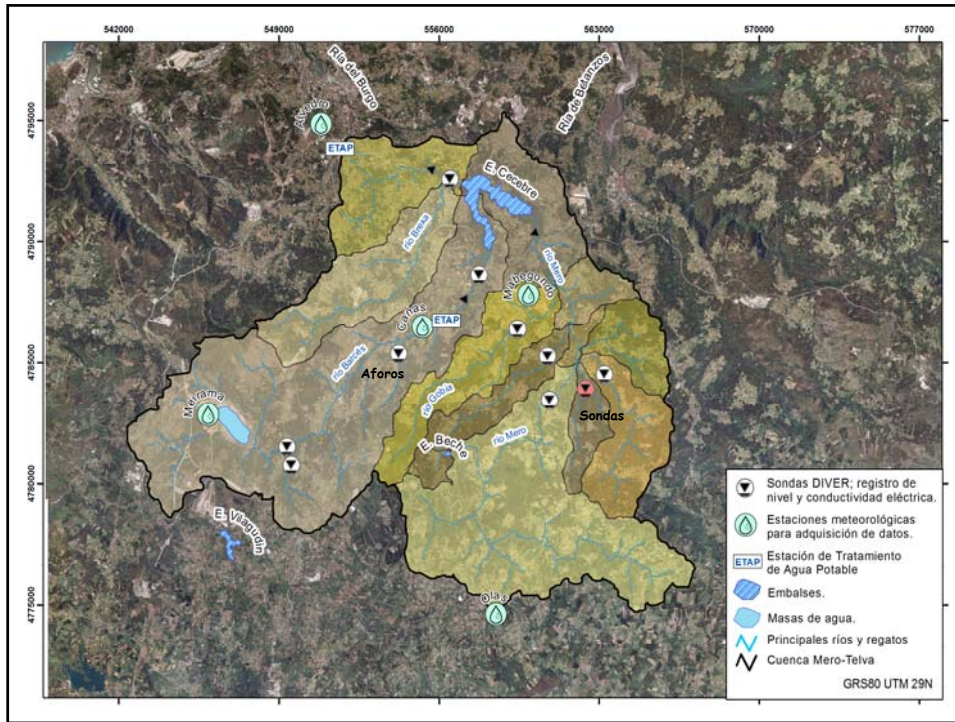 542000 549000 556000 563000 570000 577000
4795000
4790000
4785000
4780000
4775000
Ría del Burgo
Ría de Betanzos
Alvedro
ETAP
E. Cecebre
río Brexa
río Mero
Mabegondo
Cañás
ETAP
río Barcés
Aforos
río Gobia
Meirama
Sondas
río Mero
E. Beche
E. Vilagudín
Olas
Sondas DIVER; registro de
nivel y conductividad eléctrica.
Estaciones meteorológicas
para adquisición de datos.
ETAP
Estación de Tratamiento
de Agua Potable
Embalses.
Masas de agua.
Principales ríos y regatos
Cuenca Mero-Telva
GRS80 UTM 29N